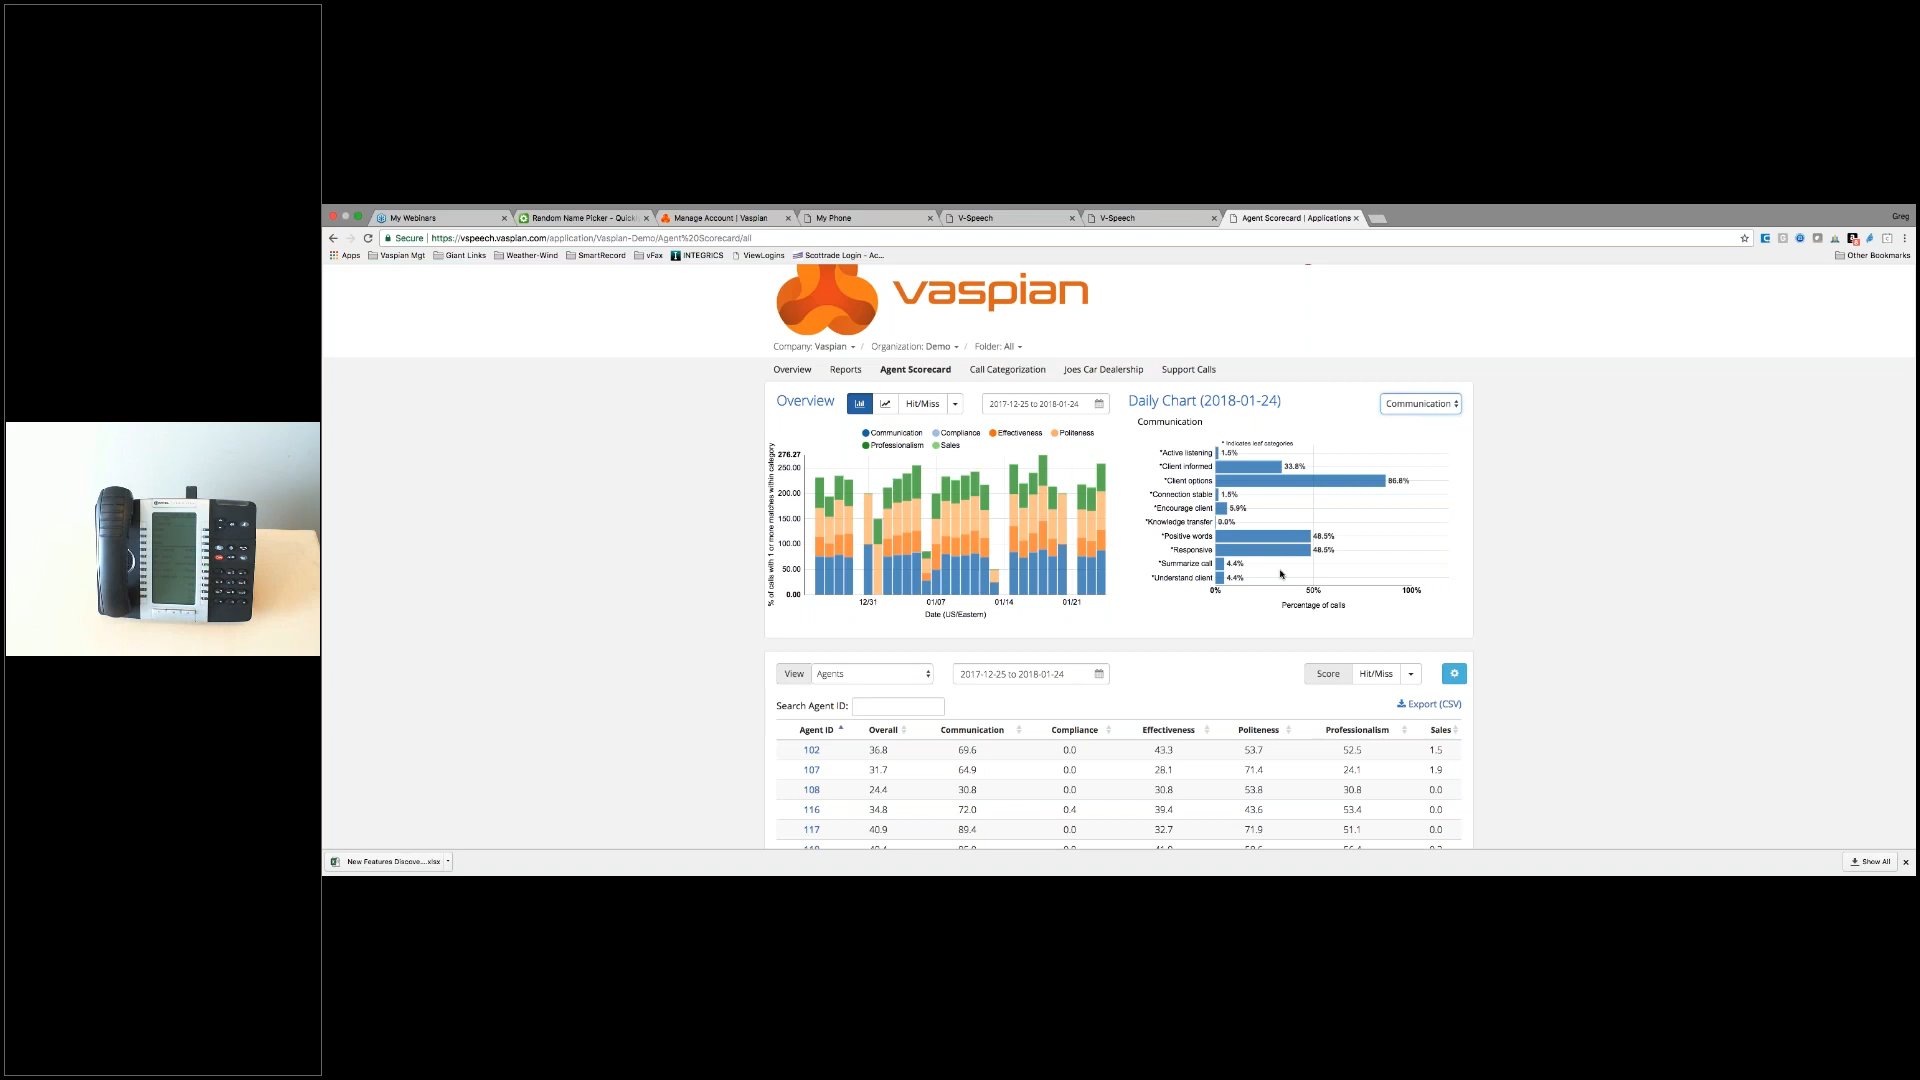 My Webinars
Random Name Picker - Quick
Manage Account | Vaspian
My Phone
V-Speech
V-Speech
Agent Scorecard | Applications
Greg
Secure | https://vspeech.vaspian.com/application/Vaspian-Demo/Agent%20Scorecard/all
Apps Vaspian Mgt Giant Links Weather-Wind SmartRecord vFax INTEGRICS ViewLogins Scottrade Login - Ac... Other Bookmarks
vaspian
Company: Vaspian / Organization: Demo / Folder: All
Overview Reports Agent Scorecard Call Categorization Joes Car Dealership Support Calls
Overview Hit/Miss 2017-12-25 to 2018-01-24
Communication Compliance Effectiveness Politeness
Professionalism Sales
276.27
250.00
200.00
150.00
100.00
50.00
0.00
% of calls with 1 or more matches within category
12/31 01/07 01/14 01/21
Date (US/Eastern)
Daily Chart (2018-01-24) Communication
Communication
* Indicates leaf categories
*Active listening 1.5%
*Client informed 33.8%
*Client options 86.8%
*Connection stable 1.5%
*Encourage client 5.9%
*Knowledge transfer 0.0%
*Positive words 48.5%
*Responsive 48.5%
*Summarize call 4.4%
*Understand client 4.4%
0% 50% 100%
Percentage of calls
View Agents 2017-12-25 to 2018-01-24 Score Hit/Miss
Search Agent ID: Export (CSV)
Agent ID Overall Communication Compliance Effectiveness Politeness Professionalism Sales
102 36.8 69.6 0.0 43.3 53.7 52.5 1.5
107 31.7 64.9 0.0 28.1 71.4 24.1 1.9
108 24.4 30.8 0.0 30.8 53.8 30.8 0.0
116 34.8 72.0 0.4 39.4 43.6 53.4 0.0
117 40.9 89.4 0.0 32.7 71.9 51.1 0.0
New Features Discove....xlsx Show All